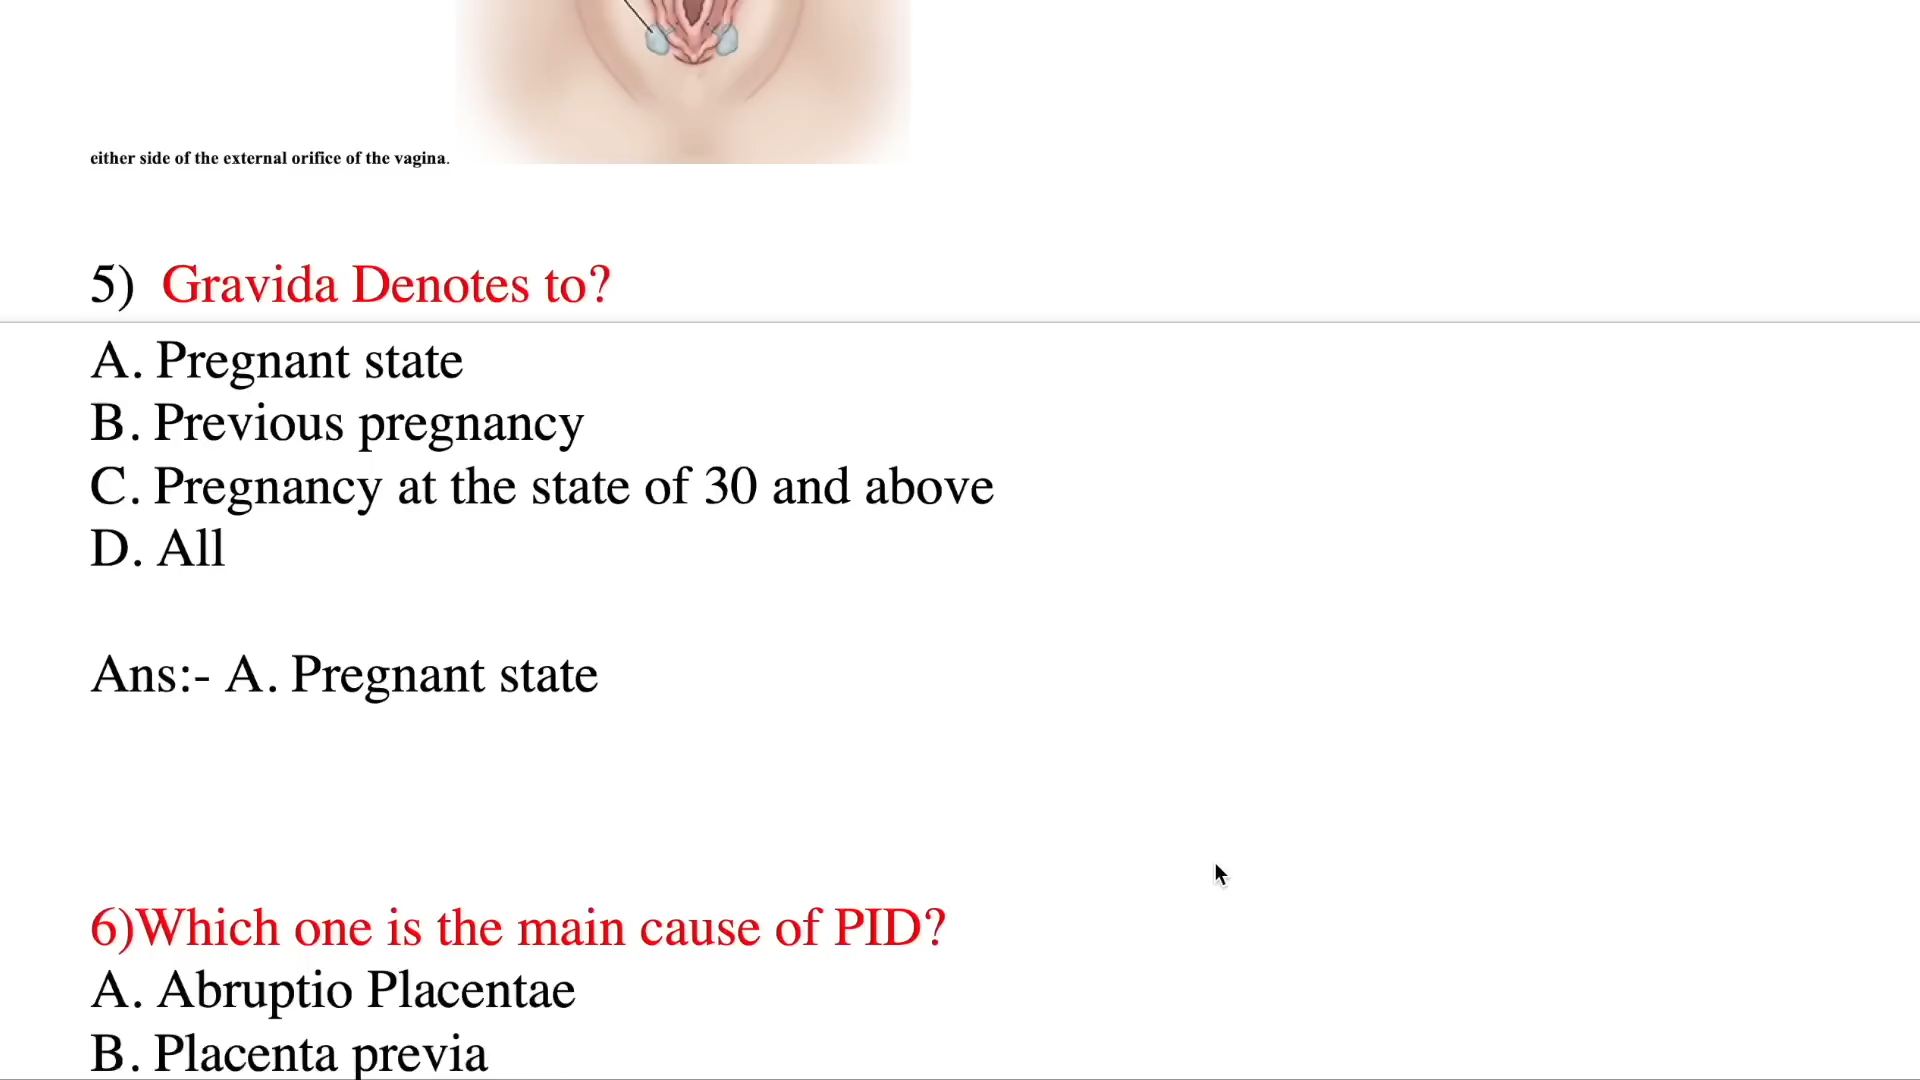 either side of the external orifice of the vagina.
5) Gravida Denotes to?
A. Pregnant state
B. Previous pregnancy
C. Pregnancy at the state of 30 and above
D. All
Ans:- A. Pregnant state
6)Which one is the main cause of PID?
A. Abruptio Placentae
B. Placenta previa